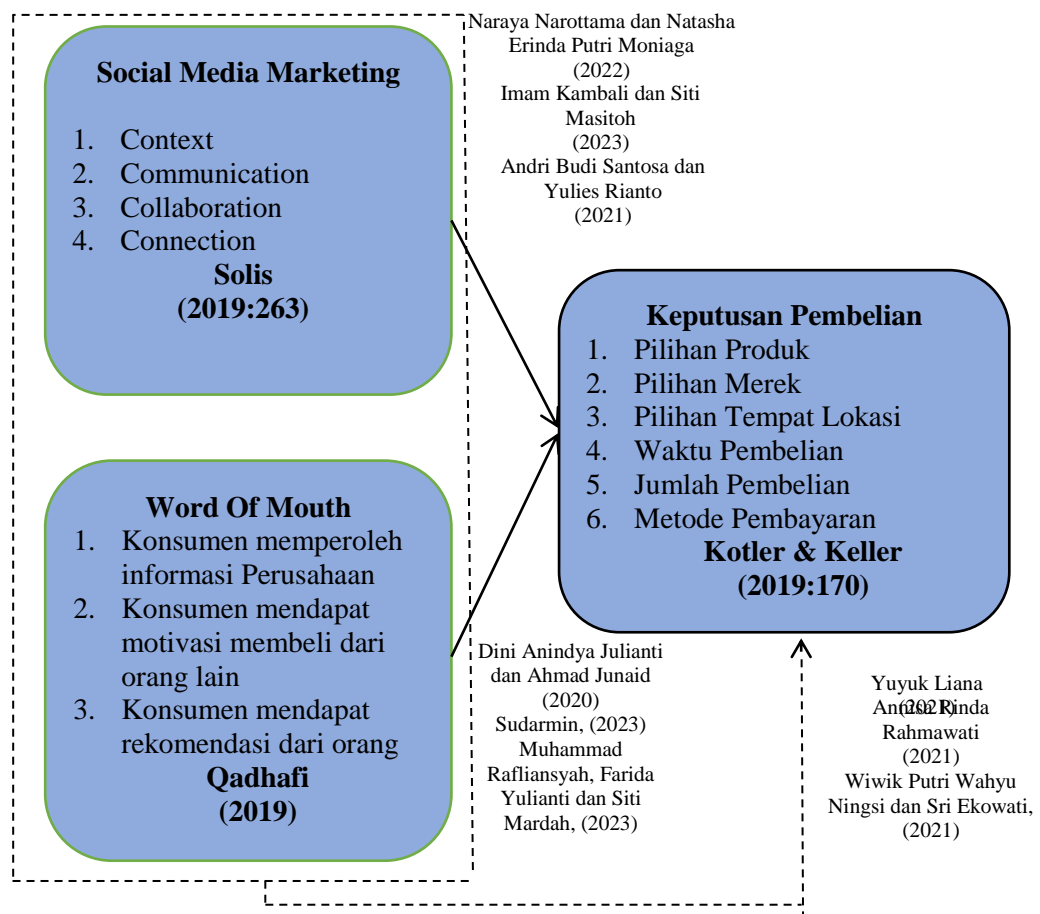 Social Media Marketing
1. Context
2. Communication
3. Collaboration
4. Connection
Solis
(2019:263)
Naraya Narottama dan Natasha
Erinda Putri Moniaga
(2022)
Imam Kambali dan Siti
Masitoh
(2023)
Andri Budi Santosa dan
Yulies Rianto
(2021)
Keputusan Pembelian
1. Pilihan Produk
2. Pilihan Merek
3. Pilihan Tempat Lokasi
4. Waktu Pembelian
5. Jumlah Pembelian
6. Metode Pembayaran
Kotler & Keller
(2019:170)
Word Of Mouth
1. Konsumen memperoleh
informasi Perusahaan
2. Konsumen mendapat
motivasi membeli dari
orang lain
3. Konsumen mendapat
rekomendasi dari orang
Qadhafi
(2019)
Dini Anindya Julianti
dan Ahmad Junaid
(2020)
Sudarmin, (2023)
Muhammad
Rafliansyah, Farida
Yulianti dan Siti
Mardah, (2023)
Yuyuk Liana
(2021)
Rinda
Rahmawati
(2021)
Wiwik Putri Wahyu
Ningsi dan Sri Ekowati,
(2021)